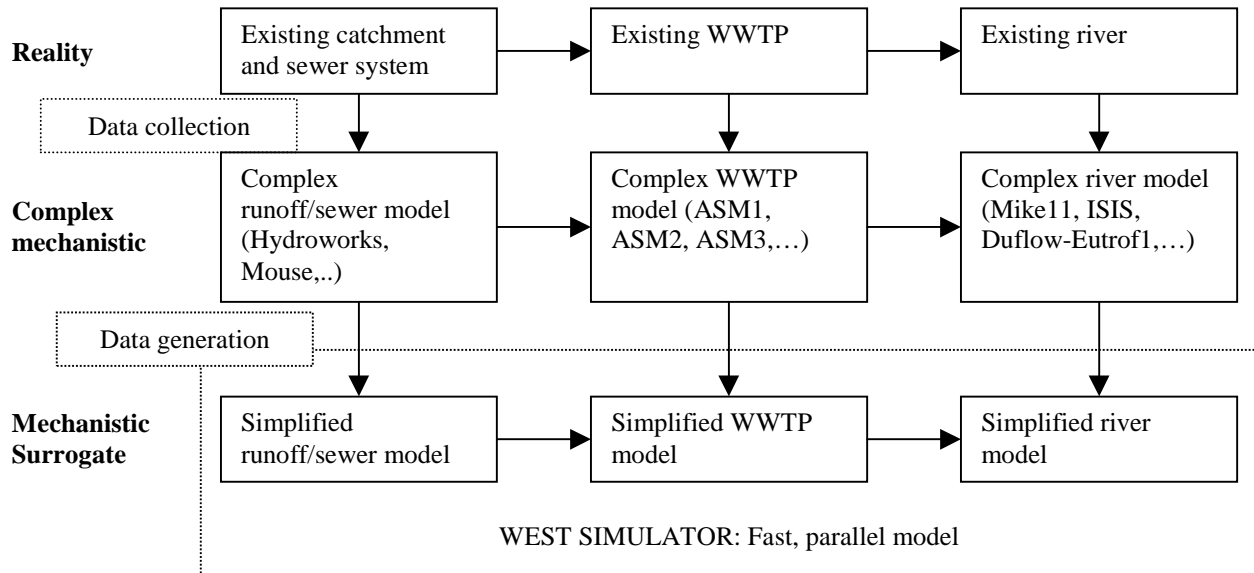 Reality
Existing catchment
and sewer system
Existing WWTP
Existing river
Data collection
Complex
mechanistic
Complex
runoff/sewer model
(Hydroworks,
Mouse,..)
Complex WWTP
model (ASM1,
ASM2, ASM3,…)
Complex river model
(Mike11, ISIS,
Duflow-Eutrof1,…)
Data generation
Mechanistic
Surrogate
Simplified
runoff/sewer model
Simplified WWTP
model
Simplified river
model
WEST SIMULATOR: Fast, parallel model